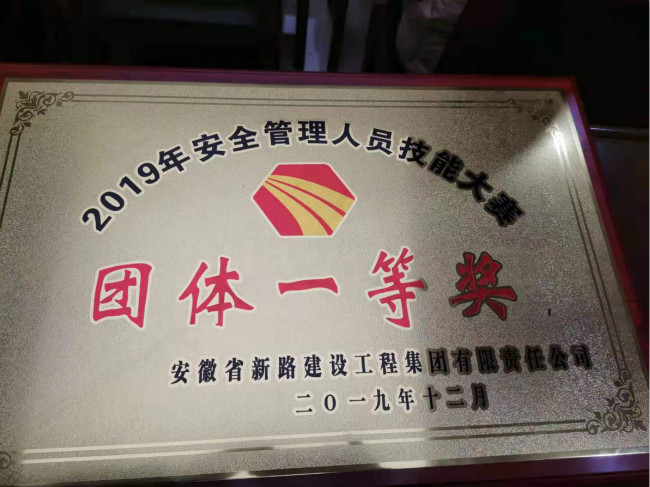 2019年安全管理人员技能大赛
团体一等奖
安徽省新路建设工程集团有限责任公司
二〇一九年十二月